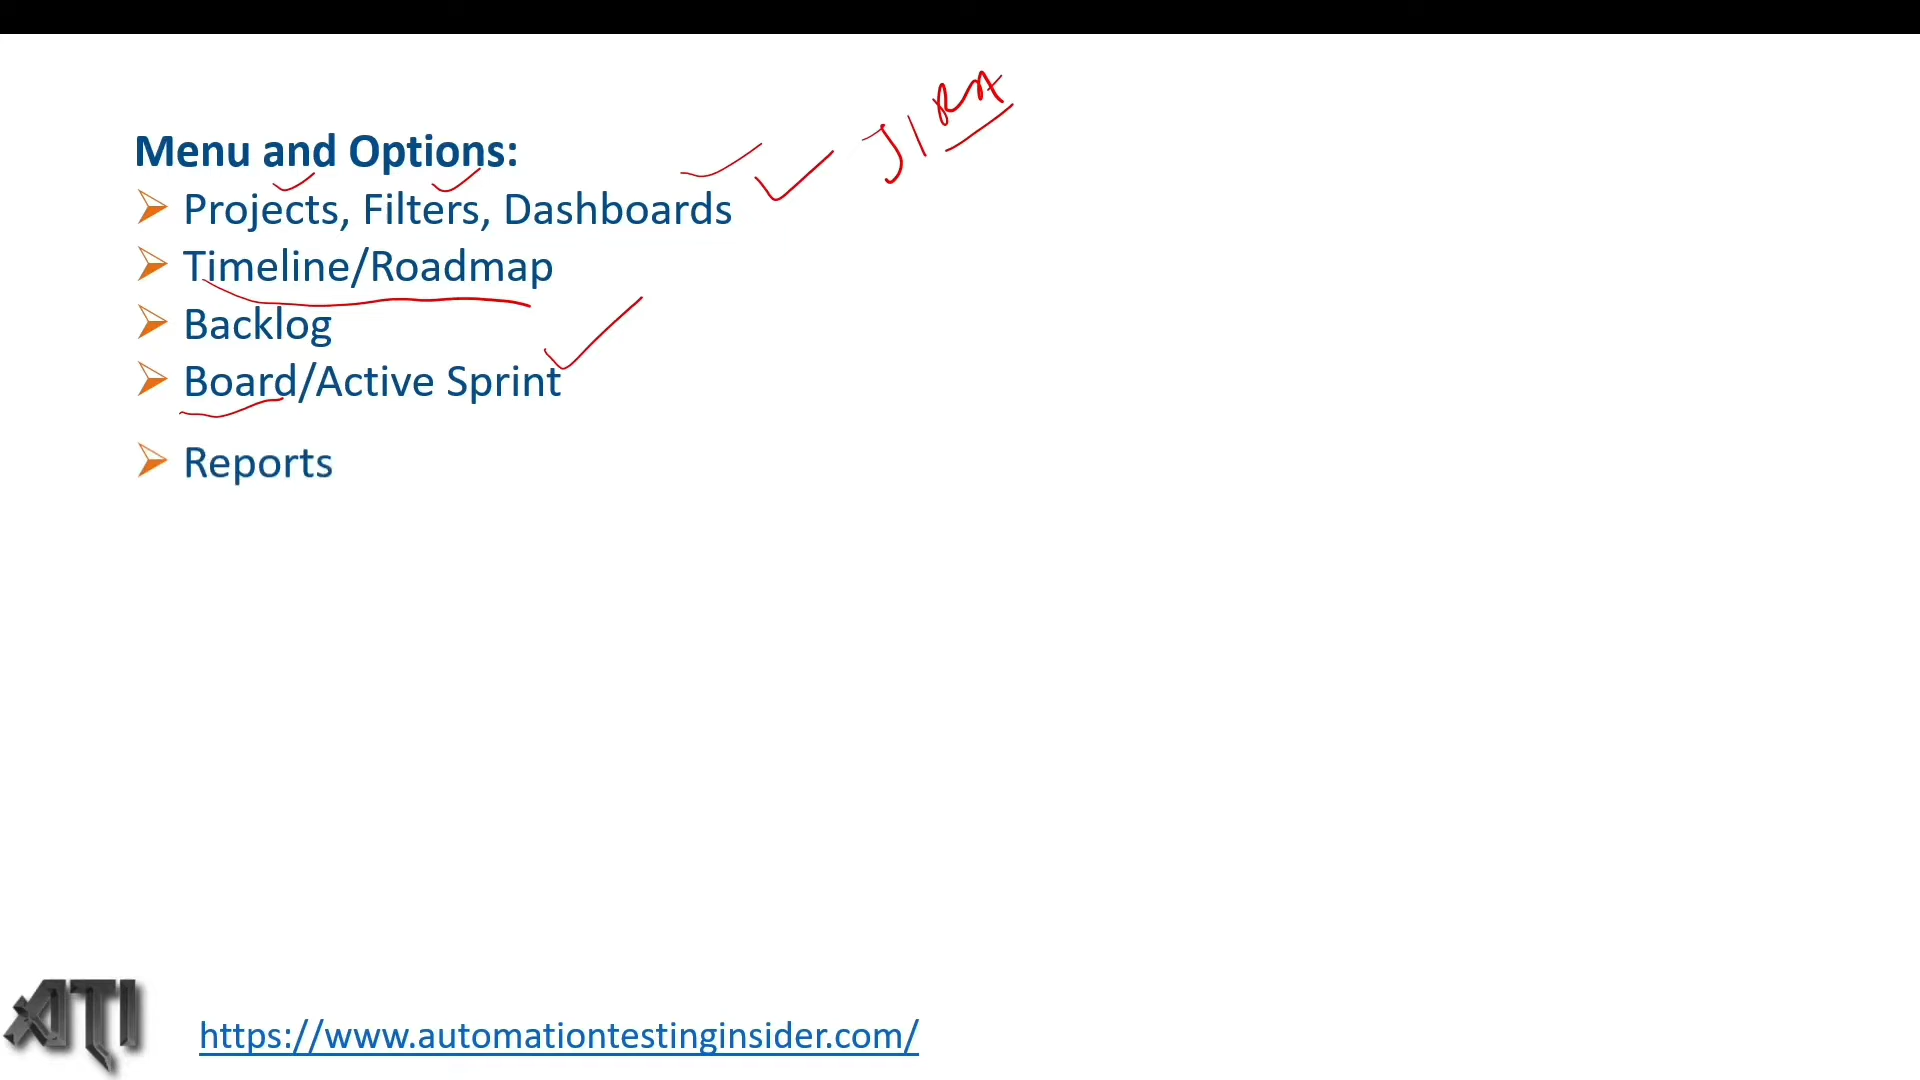 JIRA
Menu and Options:
Projects, Filters, Dashboards
Timeline/Roadmap
Backlog
Board/Active Sprint
Reports
ATI
https://www.automationtestinginsider.com/